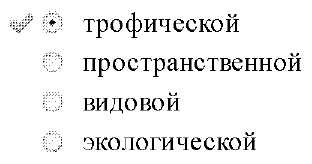 трофической
пространственной
видовой
экологической